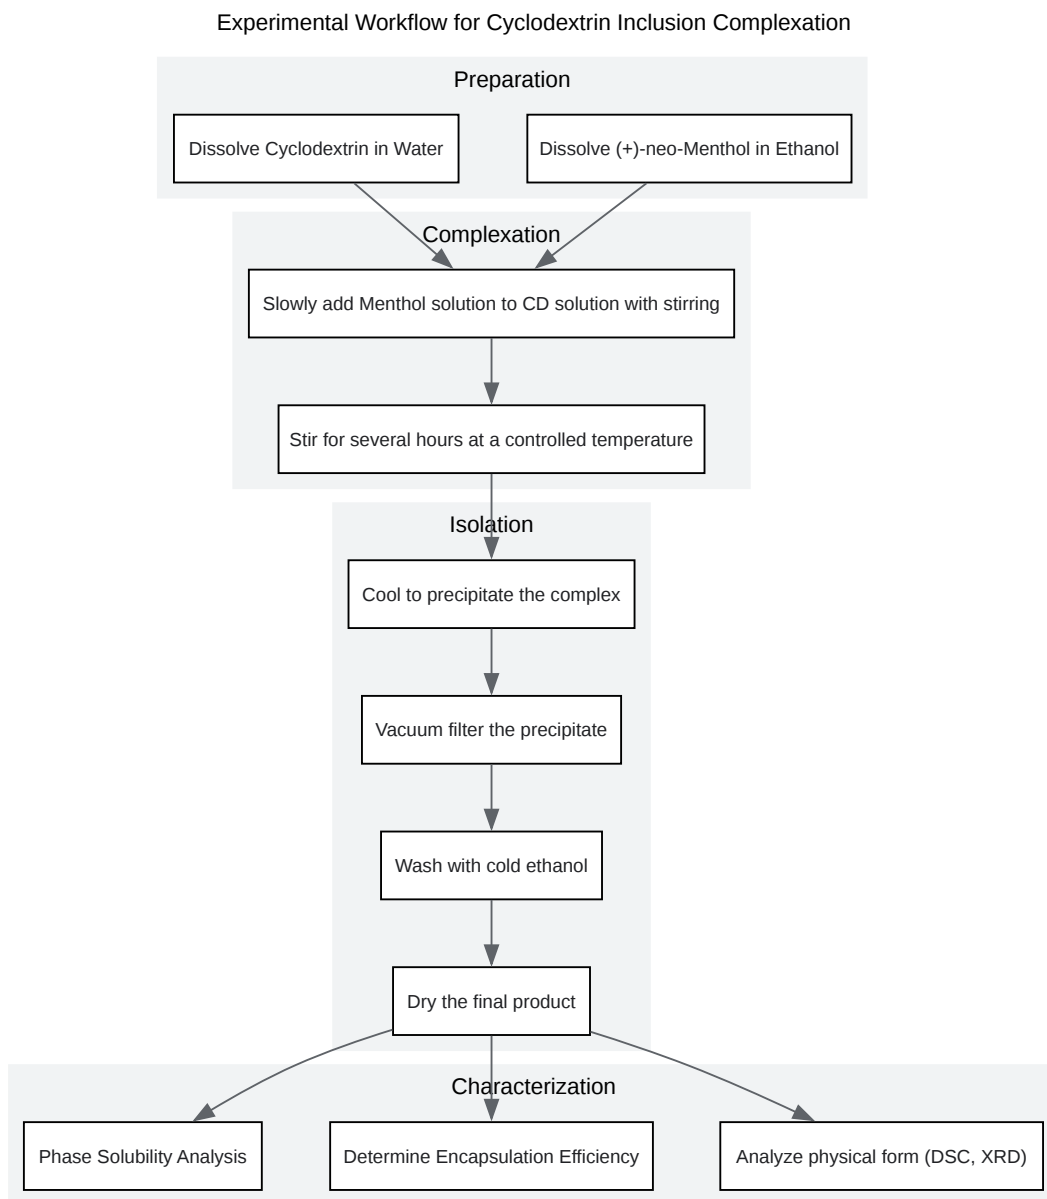 Experimental Workflow for Cyclodextrin Inclusion Complexation
Preparation
Dissolve Cyclodextrin in Water
Dissolve (+)-neo-Menthol in Ethanol
Complexation
Slowly add Menthol solution to CD solution with stirring
Stir for several hours at a controlled temperature
Isolation
Cool to precipitate the complex
Vacuum filter the precipitate
Wash with cold ethanol
Dry the final product
Characterization
Phase Solubility Analysis
Determine Encapsulation Efficiency
Analyze physical form (DSC, XRD)